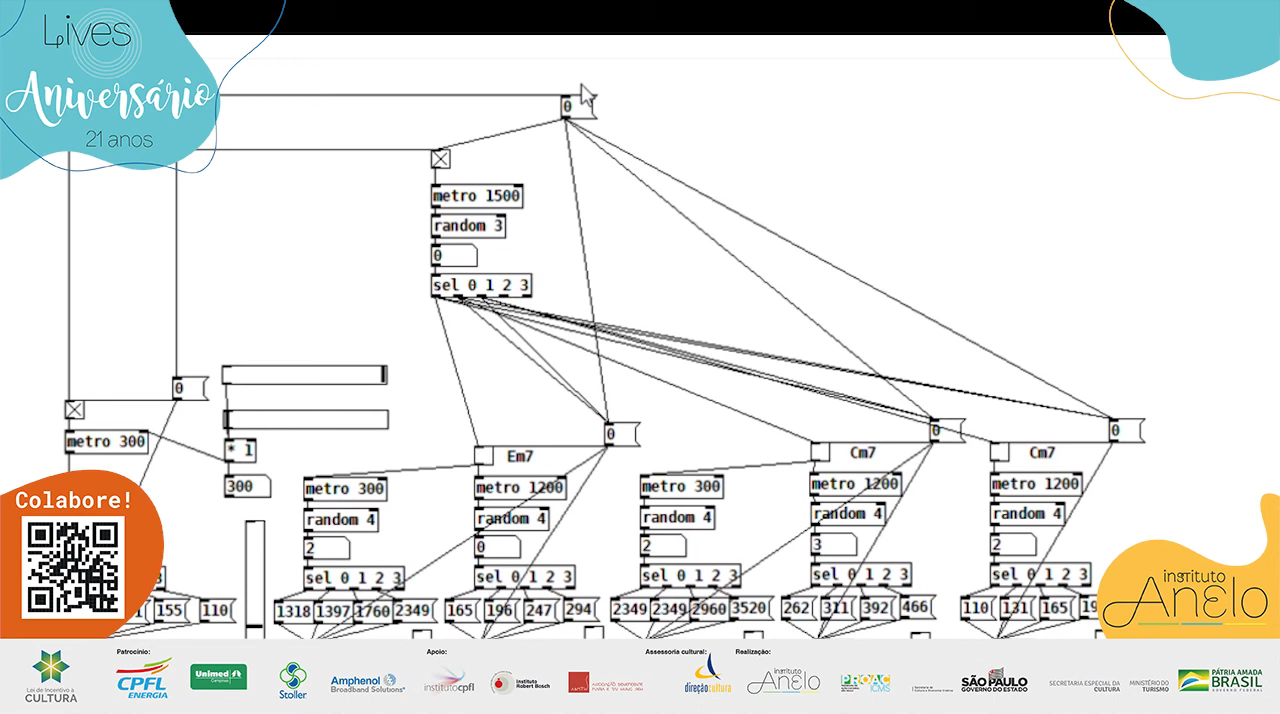 Lives
Aniversário
21 anos
0
metro 1500
random 3
0
sel 0 1 2 3
0
metro 300
* 1
300
0
0
0
Em7
Cm7
Cm7
metro 300
metro 1200
metro 300
metro 1200
metro 1200
random 4
random 4
random 4
random 4
random 4
2
0
2
3
2
sel 0 1 2 3
sel 0 1 2 3
sel 0 1 2 3
sel 0 1 2 3
sel 0 1 2 3
155 110
1318 1397 1760 2349
165 196 247 294
2349 2349 2960 3520
262 311 392 466
110 131 165
Colabore!
instituto
Anelo
Patrocínio:
Apoio:
Assessoria cultural:
Realização:
Lei de Incentivo à
CULTURA
CPFL
ENERGIA
Unimed
Campinas
Stoller
Amphenol
Broadband Solutions
institutocpfl
Instituto
Robert Bosch
direçãocultura
instituto
Anelo
PROAC
ICMS
SÃO PAULO
GOVERNO DO ESTADO
SECRETARIA ESPECIAL DA
CULTURA
MINISTÉRIO DO
TURISMO
PÁTRIA AMADA
BRASIL
GOVERNO FEDERAL